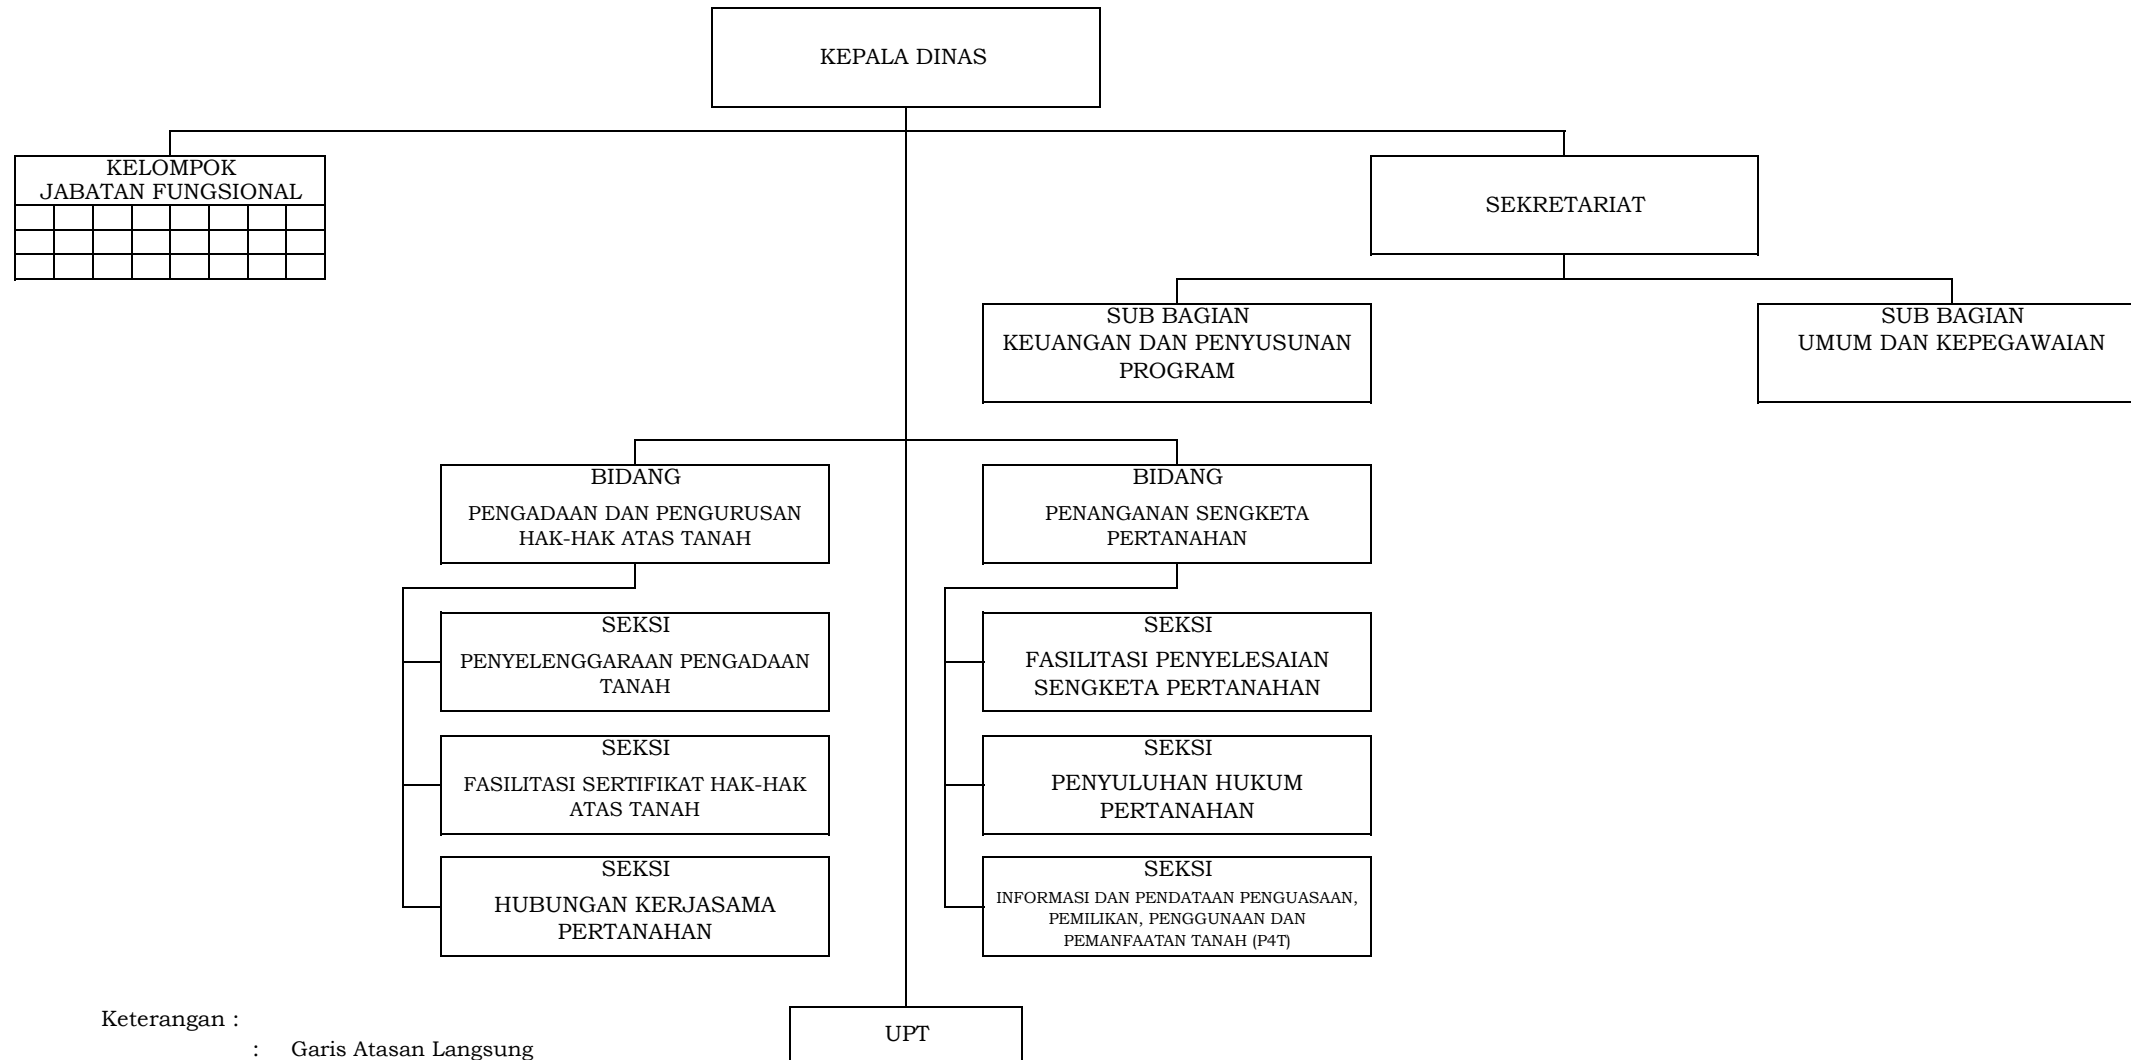 KEPALA DINAS
KELOMPOK
JABATAN FUNGSIONAL
SEKRETARIAT
SUB BAGIAN
KEUANGAN DAN PENYUSUNAN
PROGRAM
SUB BAGIAN
UMUM DAN KEPEGAWAIAN
BIDANG
PENGADAAN DAN PENGURUSAN
HAK-HAK ATAS TANAH
SEKSI
PENYELENGGARAAN PENGADAAN
TANAH
SEKSI
FASILITASI SERTIFIKAT HAK-HAK
ATAS TANAH
SEKSI
HUBUNGAN KERJASAMA
PERTANAHAN
BIDANG
PENANGANAN SENGKETA
PERTANAHAN
SEKSI
FASILITASI PENYELESAIAN
SENGKETA PERTANAHAN
SEKSI
PENYULUHAN HUKUM
PERTANAHAN
SEKSI
INFORMASI DAN PENDATAAN PENGUASAAN,
PEMILIKAN, PENGGUNAAN DAN
PEMANFAATAN TANAH (P4T)
UPT
Keterangan :
: Garis Atasan Langsung